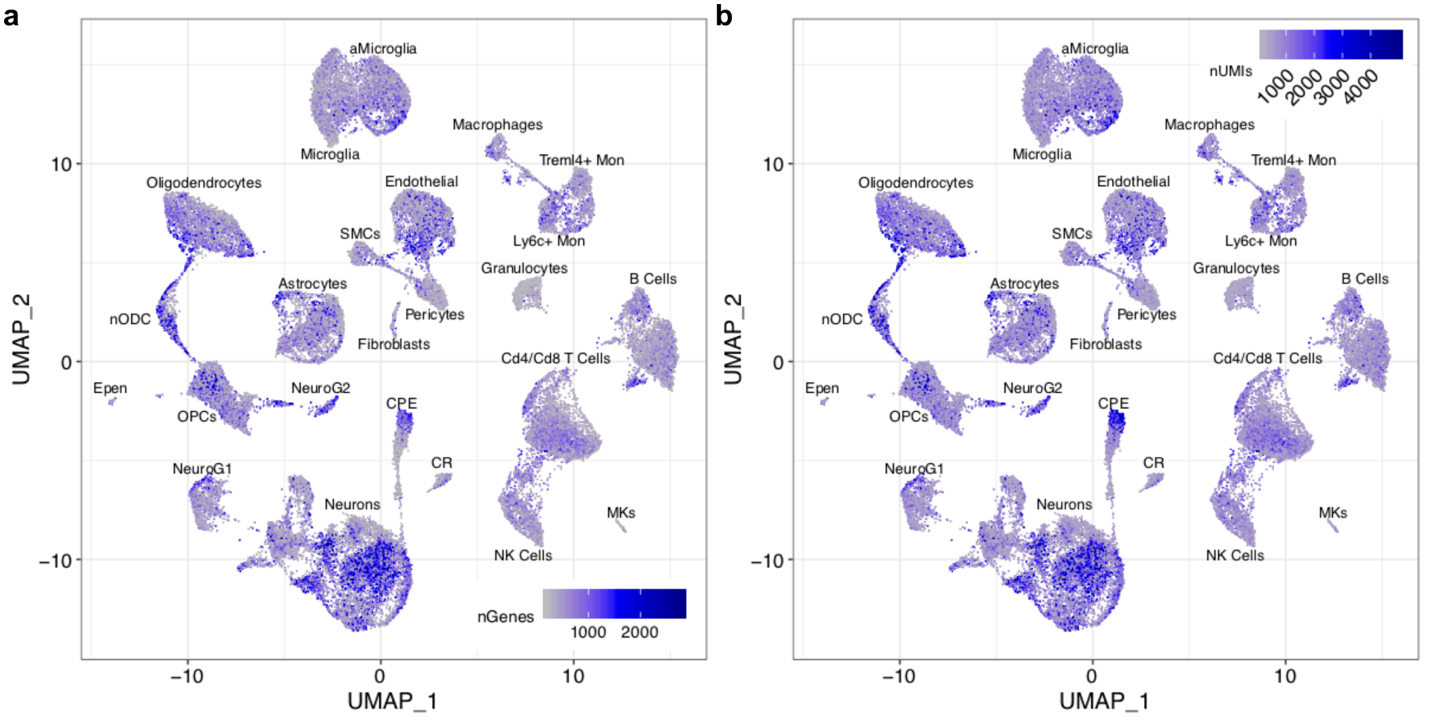 a
aMicroglia
Macrophages
Microglia
Treml4+ Mon
Oligodendrocytes
Endothelial
SMCs
Ly6c+ Mon
Granulocytes
B Cells
Astrocytes
nODC
Pericytes
Fibroblasts
Cd4/Cd8 T Cells
Epen
NeuroG2
OPCs
CPE
NeuroG1
CR
Neurons
MKs
NK Cells
nGenes
1000 2000
10
0
−10
UMAP_2
−10 0 10
UMAP_1
b
nUMIs
1000 2000 3000 4000
aMicroglia
Macrophages
Microglia
Treml4+ Mon
Oligodendrocytes
Endothelial
SMCs
Ly6c+ Mon
Granulocytes
B Cells
Astrocytes
nODC
Pericytes
Fibroblasts
Cd4/Cd8 T Cells
Epen
NeuroG2
OPCs
CPE
NeuroG1
CR
Neurons
MKs
NK Cells
10
0
−10
UMAP_2
−10 0 10
UMAP_1